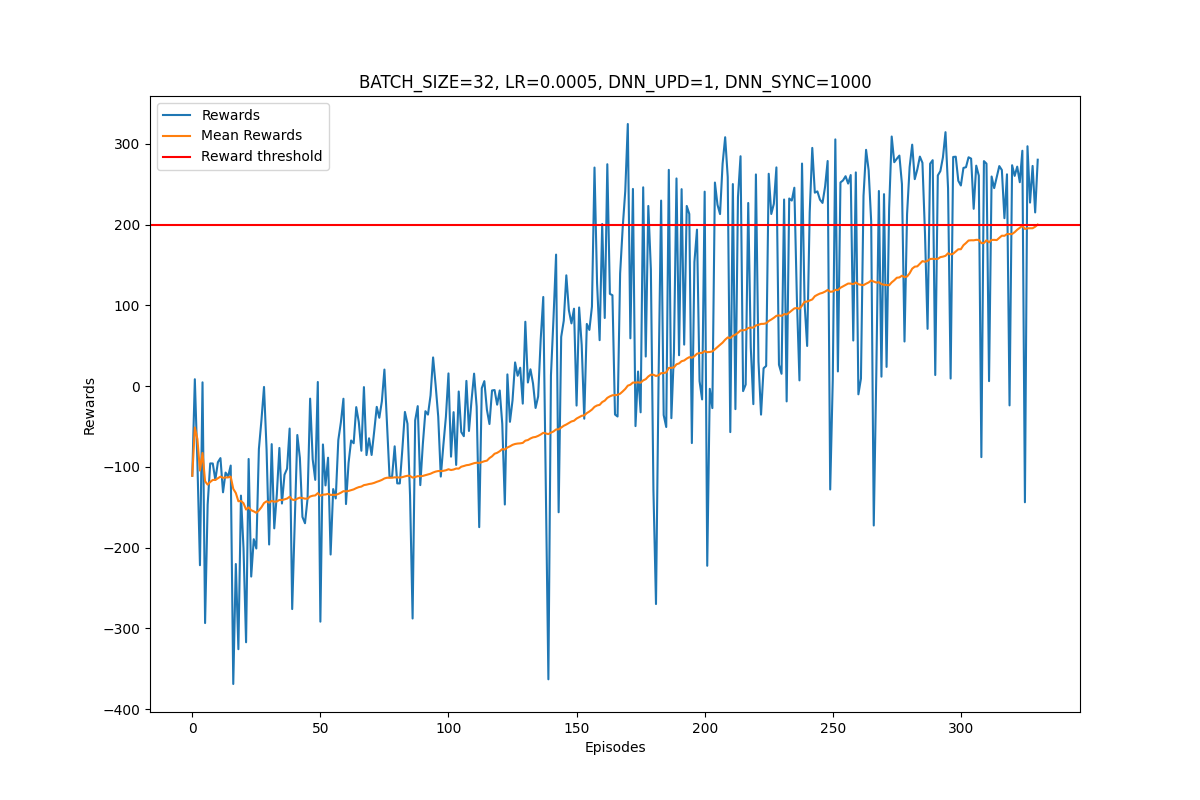 BATCH_SIZE=32, LR=0.0005, DNN_UPD=1, DNN_SYNC=1000
Rewards
Mean Rewards
Reward threshold
300
200
100
0
−100
−200
−300
−400
Rewards
0 50 100 150 200 250 300
Episodes